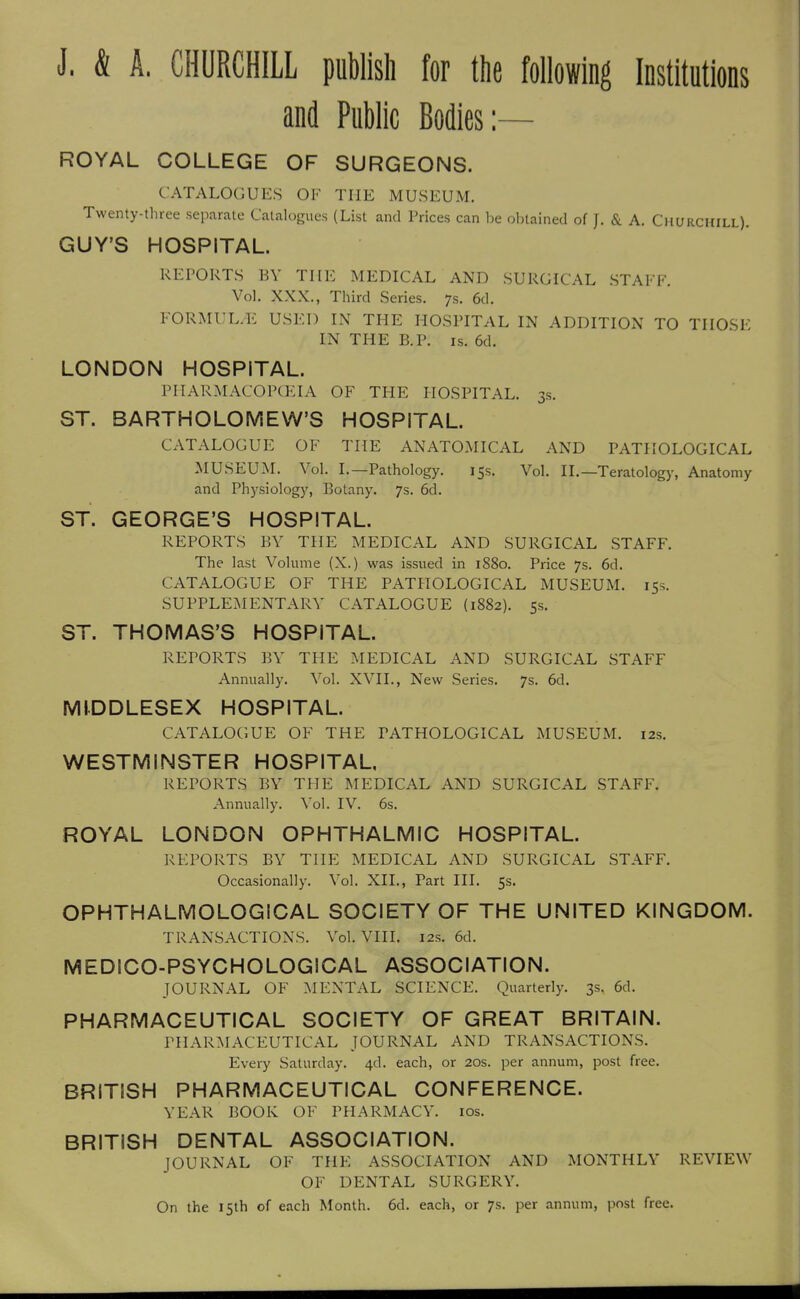 J. & A. CHURCHILL publish for the following Institutions
and Public Bodies:—
ROYAL COLLEGE OF SURGEONS.
CATALOGUES OF THE MUSEUM.
Twenty-three separate Catalogues (List and Prices can be obtained of J. & A. CHURCHILL).
GUY'S HOSPITAL.
REPORTS BY THE MEDICAL AND SURGICAL STAFF.
Vol. XXX., Third Series. 7s. 6d.
FORMULÆ USED IN THE HOSPITAL IN ADDITION TO THOSE
IN THE B.P. 1s. 6d.
LONDON HOSPITAL.
PHARMACOPŒIA OF THE HOSPITAL. 3s.
ST. BARTHOLOMEW'S HOSPITAL.
CATALOGUE OF THE ANATOMICAL AND PATHOLOGICAL
MUSEUM. Vol. I.—Pathology. 15s. Vol. II.—Teratology, Anatomy
and Physiology, Botany. 7s. 6d.
ST. GEORGE'S HOSPITAL.
REPORTS BY THE MEDICAL AND SURGICAL STAFF.
The last Volume (X.) was issued in 1880. Price 7s. 6d.
CATALOGUE OF THE PATHOLOGICAL MUSEUM. 15s.
SUPPLEMENTARY CATALOGUE (1882). 5s.
ST. THOMAS'S HOSPITAL.
REPORTS BY THE MEDICAL AND SURGICAL STAFF
Annually. Vol. XVII., New Series. 7s. 6d.
MIDDLESEX HOSPITAL.
CATALOGUE OF THE PATHOLOGICAL MUSEUM. 12s.
WESTMINSTER HOSPITAL.
REPORTS BY THE MEDICAL AND SURGICAL STAFF.
Annually. Vol. IV. 6s.
ROYAL LONDON OPHTHALMIC HOSPITAL.
REPORTS BY THE MEDICAL AND SURGICAL STAFF.
Occasionally. Vol. XII., Part III. 5s.
OPHTHALMOLOGICAL SOCIETY OF THE UNITED KINGDOM.
TRANSACTIONS. Vol. VIII. 12s. 6d.
MEDICO-PSYCHOLOGICAL ASSOCIATION.
JOURNAL OF MENTAL SCIENCE. Quarterly. 3s. 6d.
PHARMACEUTICAL SOCIETY OF GREAT BRITAIN.
PHARMACEUTICAL JOURNAL AND TRANSACTIONS.
Every Saturday. 4d. each, or 20s. per annum, post free.
BRITISH PHARMACEUTICAL CONFERENCE.
YEAR BOOK OF PHARMACY. 10s.
BRITISH DENTAL ASSOCIATION.
JOURNAL OF THE ASSOCIATION AND MONTHLY REVIEW
OF DENTAL SURGERY.
On the 15th of each Month. 6d. each, or 7s. per annum, post free.